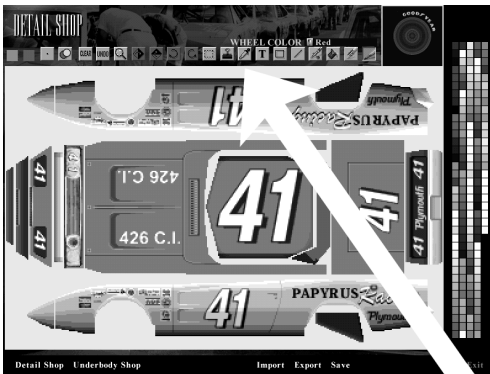 DETAIL SHOP
GOODYEAR
WHEEL COLOR Red
CLEAR UNDO T
41
PAPYRUS Racing
Plymouth
41
426 C.I.
426 C.I.
41
41
41 Plymouth 41
41
41
PAPYRUS Racing
Plymouth
Detail Shop Underbody Shop Import Export Save Exit